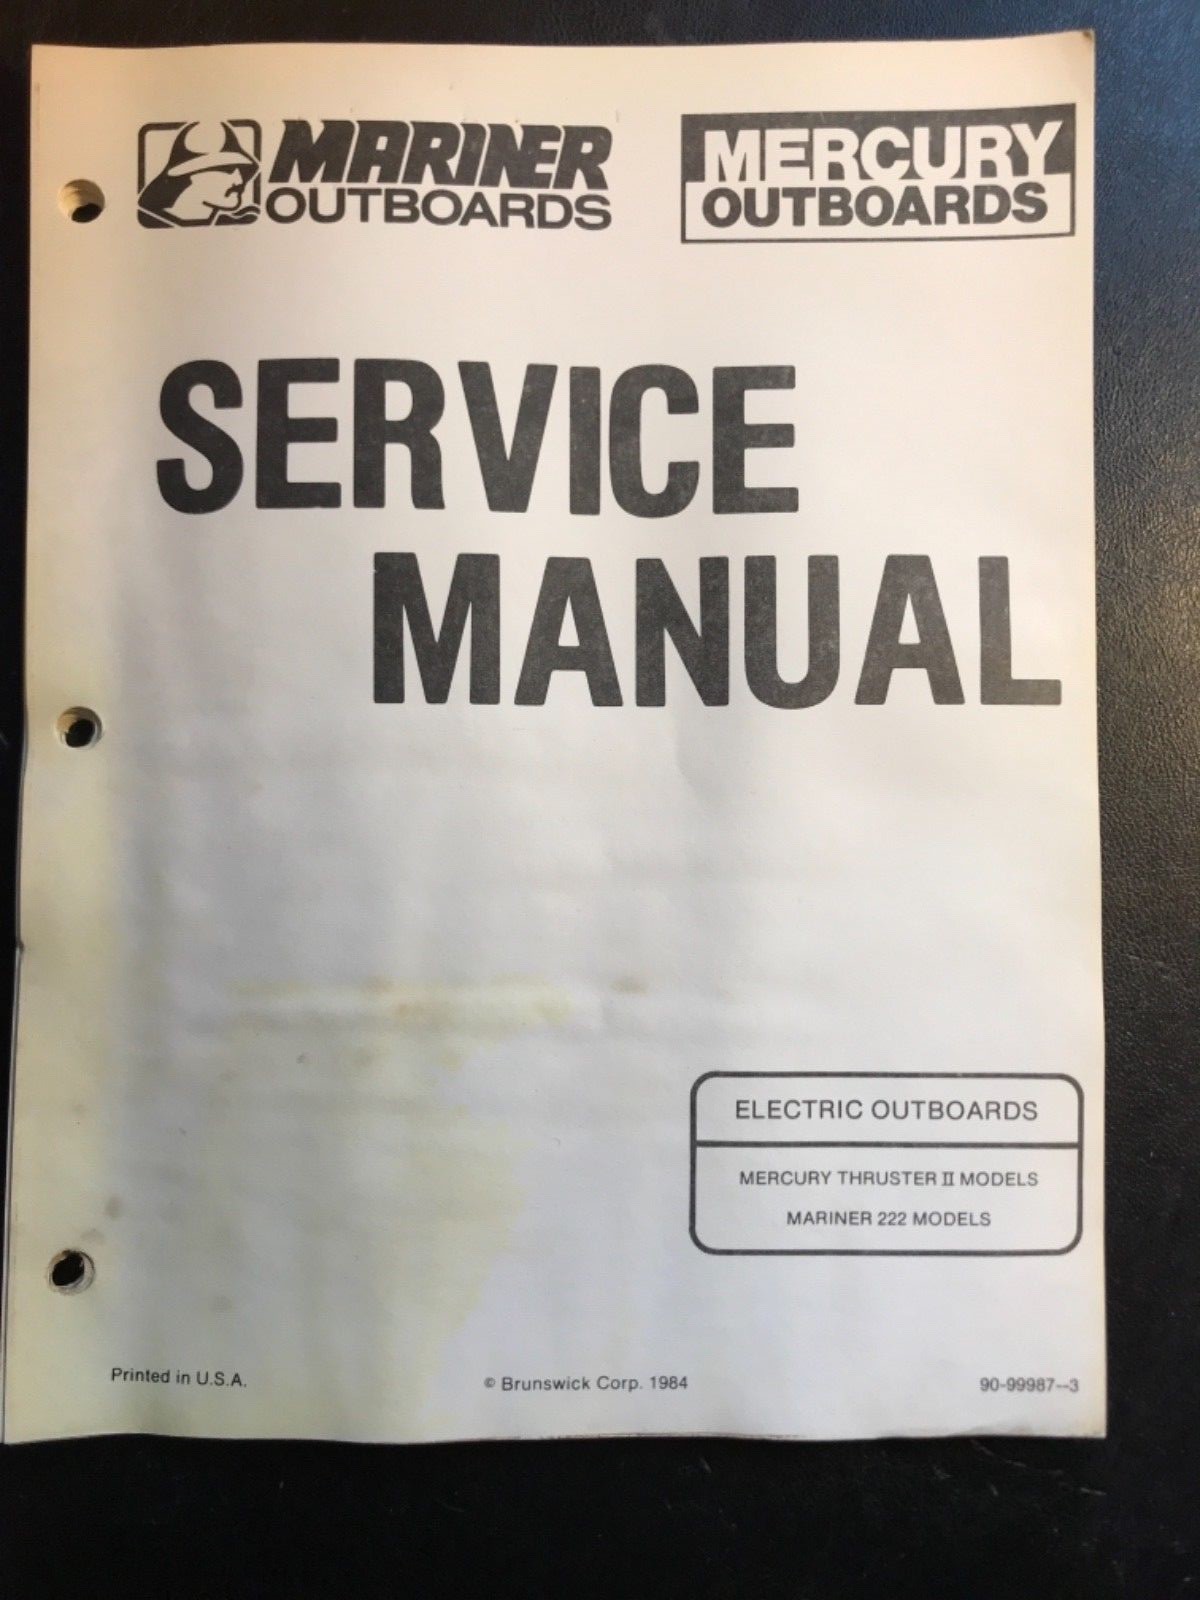 MARINER OUTBOARDS
MERCURY OUTBOARDS
SERVICE
MANUAL
ELECTRIC OUTBOARDS
MERCURY THRUSTER II MODELS
MARINER 222 MODELS
Printed in U.S.A.
© Brunswick Corp. 1984
90-99987--3